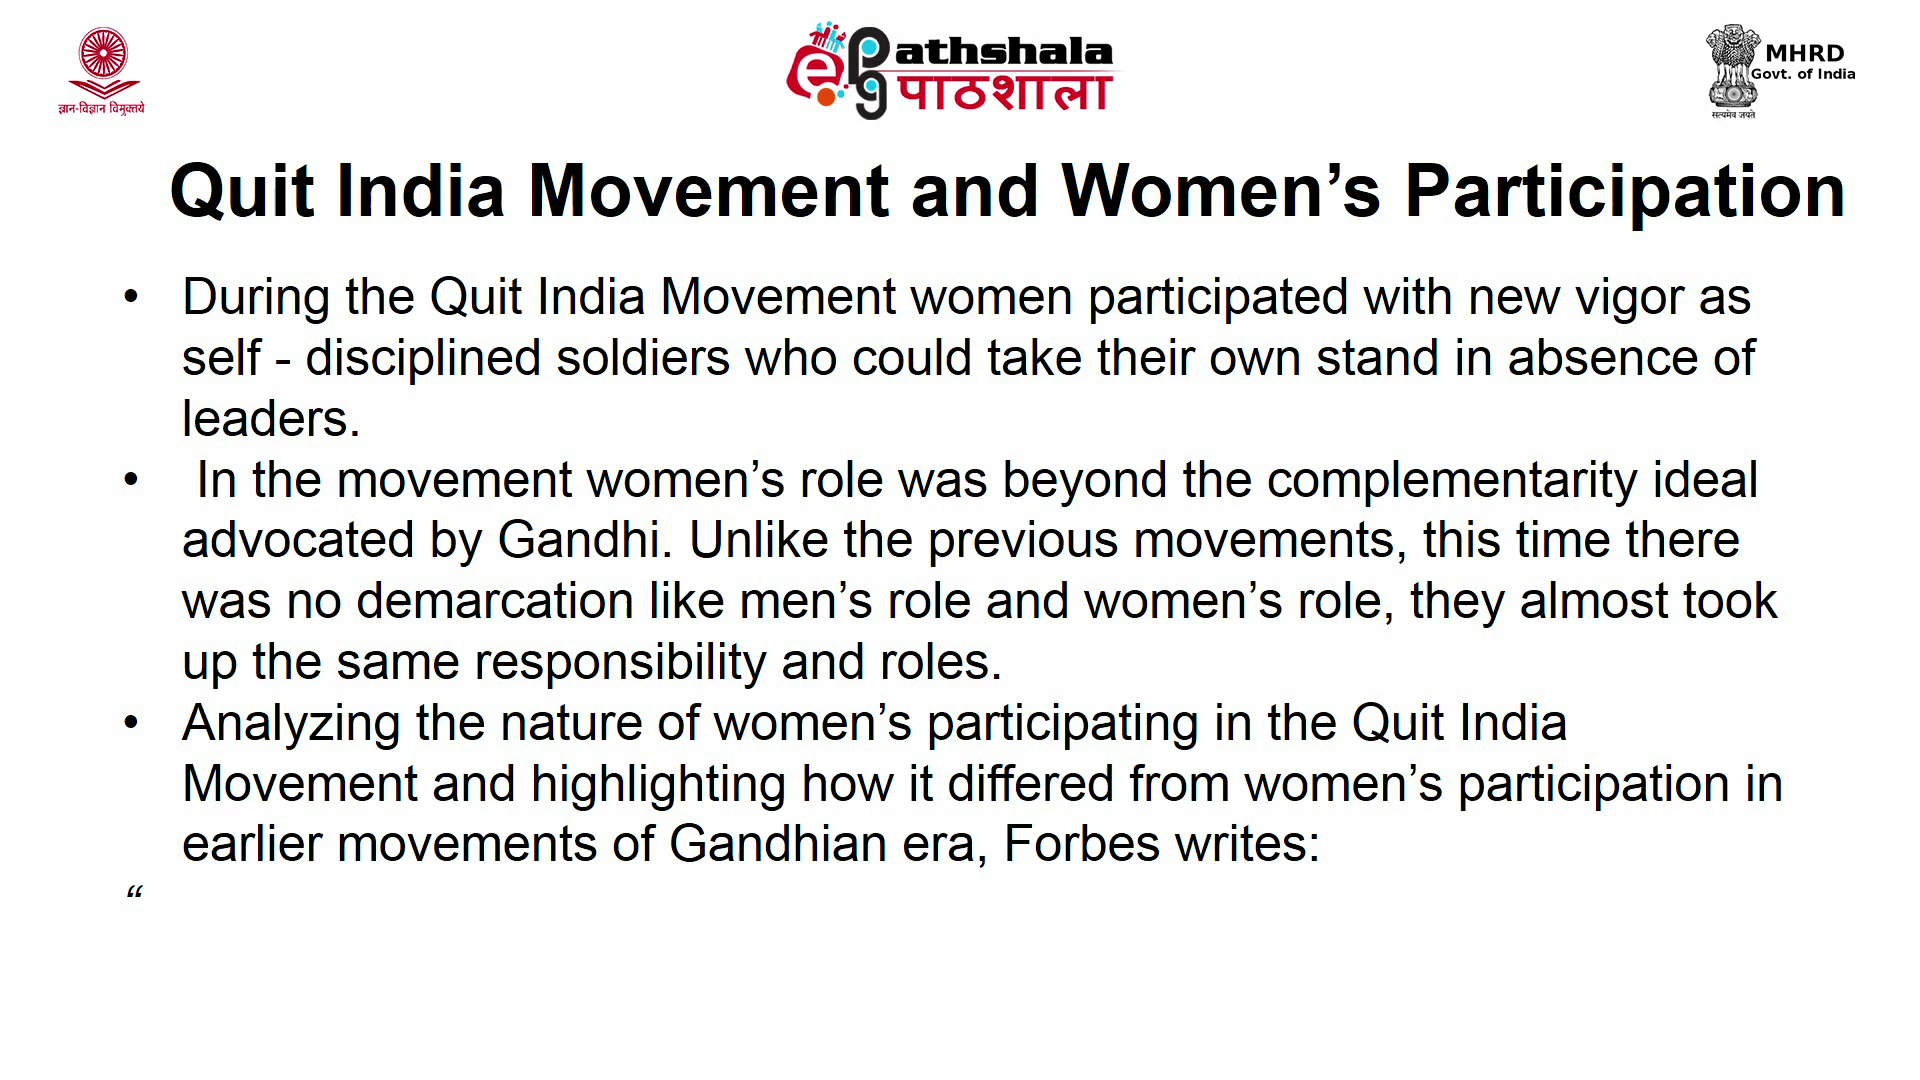 ज्ञान-विज्ञान विमुक्तये
ePathshala
पाठशाला
MHRD
Govt. of India
सत्यमेव जयते
Quit India Movement and Women’s Participation
• During the Quit India Movement women participated with new vigor as
self - disciplined soldiers who could take their own stand in absence of
leaders.
• In the movement women’s role was beyond the complementarity ideal
advocated by Gandhi. Unlike the previous movements, this time there
was no demarcation like men’s role and women’s role, they almost took
up the same responsibility and roles.
• Analyzing the nature of women’s participating in the Quit India
Movement and highlighting how it differed from women’s participation in
earlier movements of Gandhian era, Forbes writes:
“